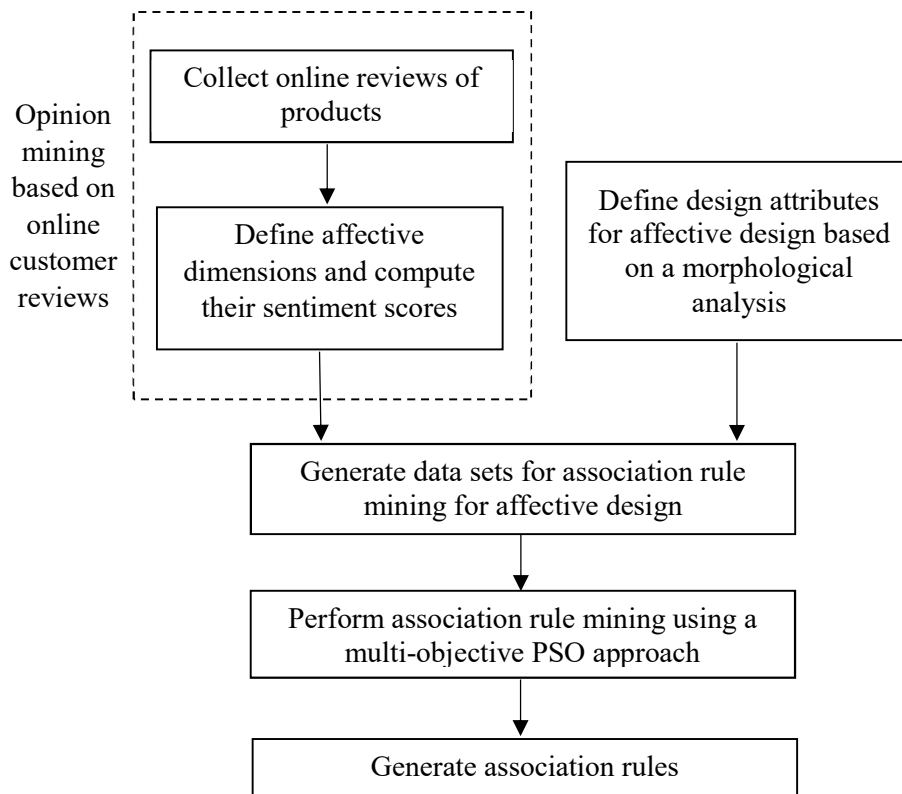 Opinion
mining
based on
online
customer
reviews
Collect online reviews of
products
Define affective
dimensions and compute
their sentiment scores
Define design attributes
for affective design based
on a morphological
analysis
Generate data sets for association rule
mining for affective design
Perform association rule mining using a
multi-objective PSO approach
Generate association rules